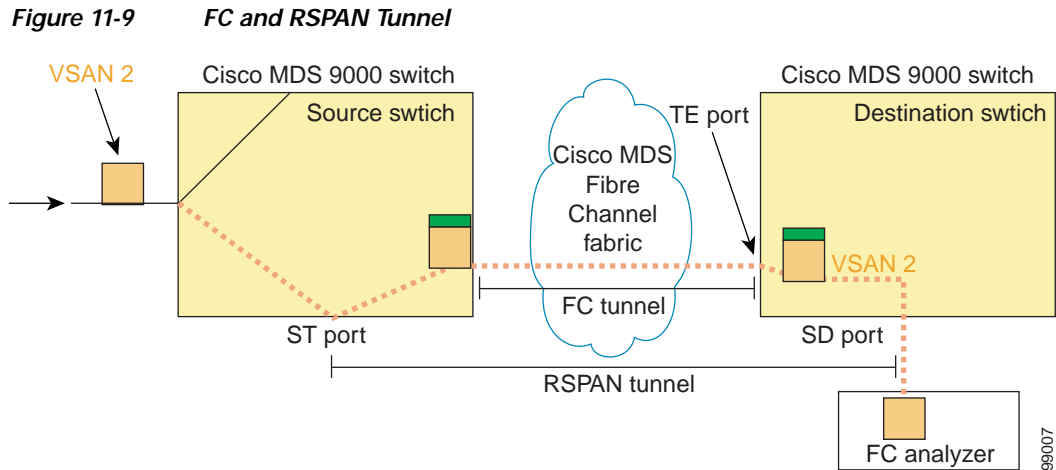 Figure 11-9 FC and RSPAN Tunnel
VSAN 2
Cisco MDS 9000 switch
Source swtich
Cisco MDS
Fibre
Channel
fabric
TE port
Cisco MDS 9000 switch
Destination swtich
VSAN 2
FC tunnel
ST port
SD port
RSPAN tunnel
FC analyzer
89007